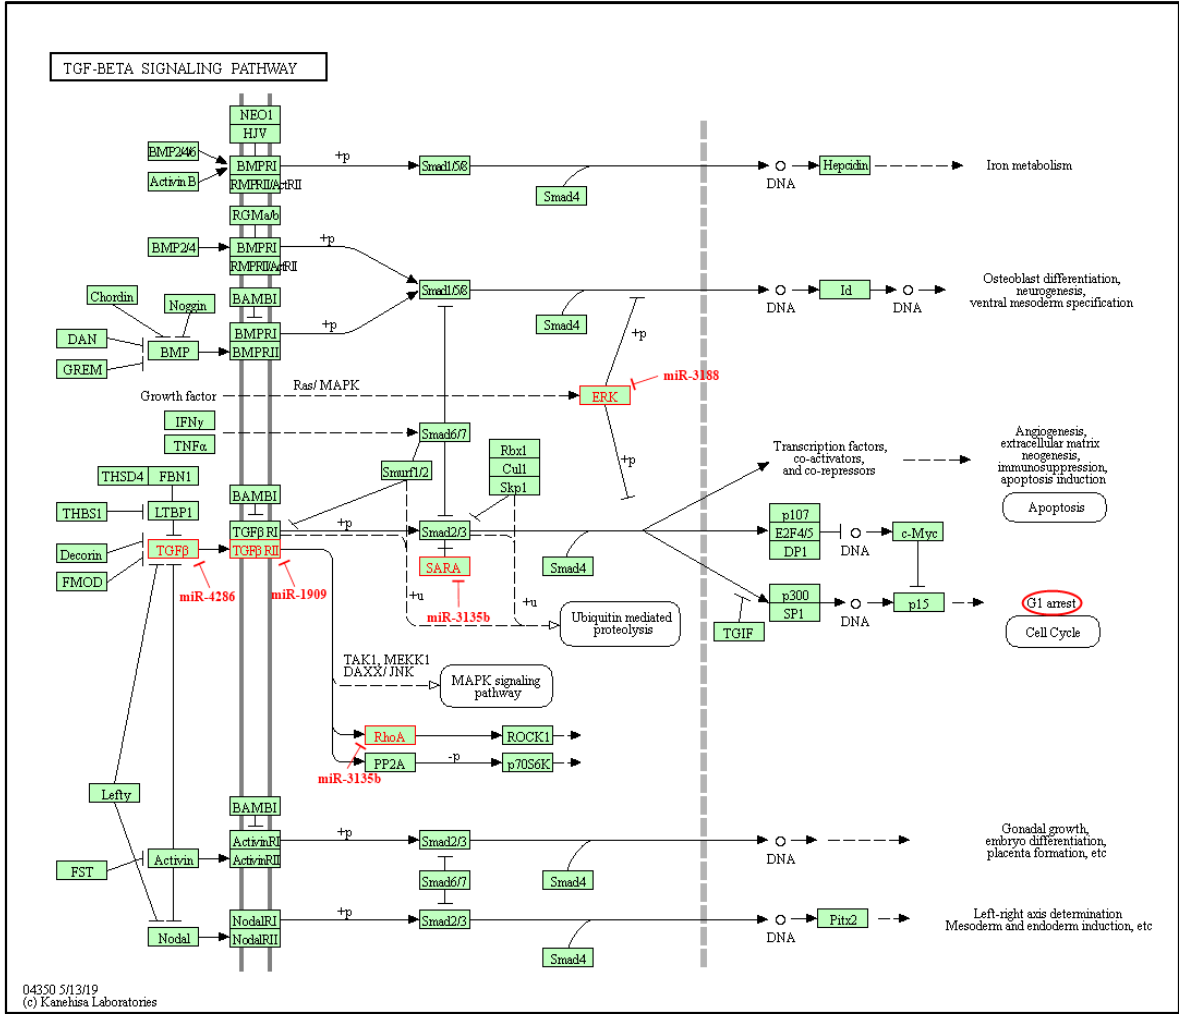 TGF-BETA SIGNALING PATHWAY
NEO1
HJV
BMP2/4/6
Activin B
BMPRI
RMPRII/ActRII
+p
Smad1/5/8
Smad4
DNA
Hepcidin
Iron metabolism
RGMa/b
BMP2/4
BMPRI
RMPRII/ActRII
+p
Smad1/5/8
Smad4
DNA
Id
DNA
Osteoblast differentiation,
neurogenesis,
ventral mesoderm specification
Chordin
Noggin
BAMBI
DAN
GREM
BMP
BMPRI
BMPRII
+p
+p
miR-3188
Growth factor
Ras/ MAPK
ERK
IFNγ
TNFα
Smad6/7
Smurf1/2
Rbx1
Cul1
Skp1
+p
Transcription factors,
co-activators,
and co-repressors
Angiogenesis,
extracellular matrix
neogenesis,
immunosuppression,
apoptosis induction
Apoptosis
THSD4
FBN1
THBS1
LTBP1
BAMBI
Decorin
FMOD
TGFβ
TGFβ RI
TGFβ RII
+p
Smad2/3
SARA
Smad4
p107
E2F4/5
DP1
DNA
c-Myc
miR-4286
miR-1909
miR-3135b
+u
+u
Ubiquitin mediated
proteolysis
p300
SP1
TGIF
DNA
p15
G1 arrest
Cell Cycle
TAK1, MEKK1
DAXX/ JNK
MAPK signaling
pathway
RhoA
ROCK1
miR-3135b
PP2A
-p
p70S6K
Lefty
BAMBI
FST
Activin
ActivinRI
ActivinRII
+p
Smad2/3
Smad4
DNA
Gonadal growth,
embryo differentiation,
placenta formation, etc
Smad6/7
Nodal
NodalRI
NodalRII
+p
Smad2/3
Smad4
DNA
Pitx2
Left-right axis determination
Mesoderm and endoderm induction, etc
04350 5/13/19
(c) Kanehisa Laboratories